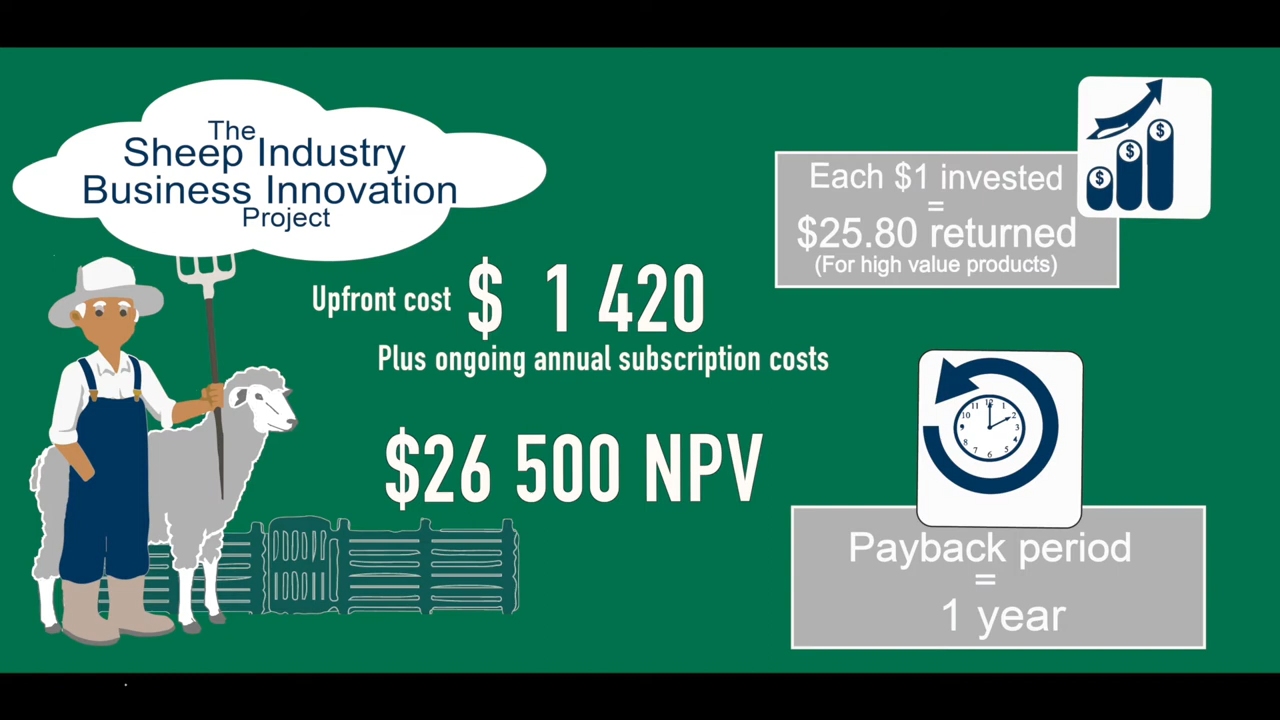 The
Sheep Industry
Business Innovation
Project
Each $1 invested
=
$25.80 returned
(For high value products)
Upfront cost $ 1 420
Plus ongoing annual subscription costs
$26 500 NPV
Payback period
=
1 year